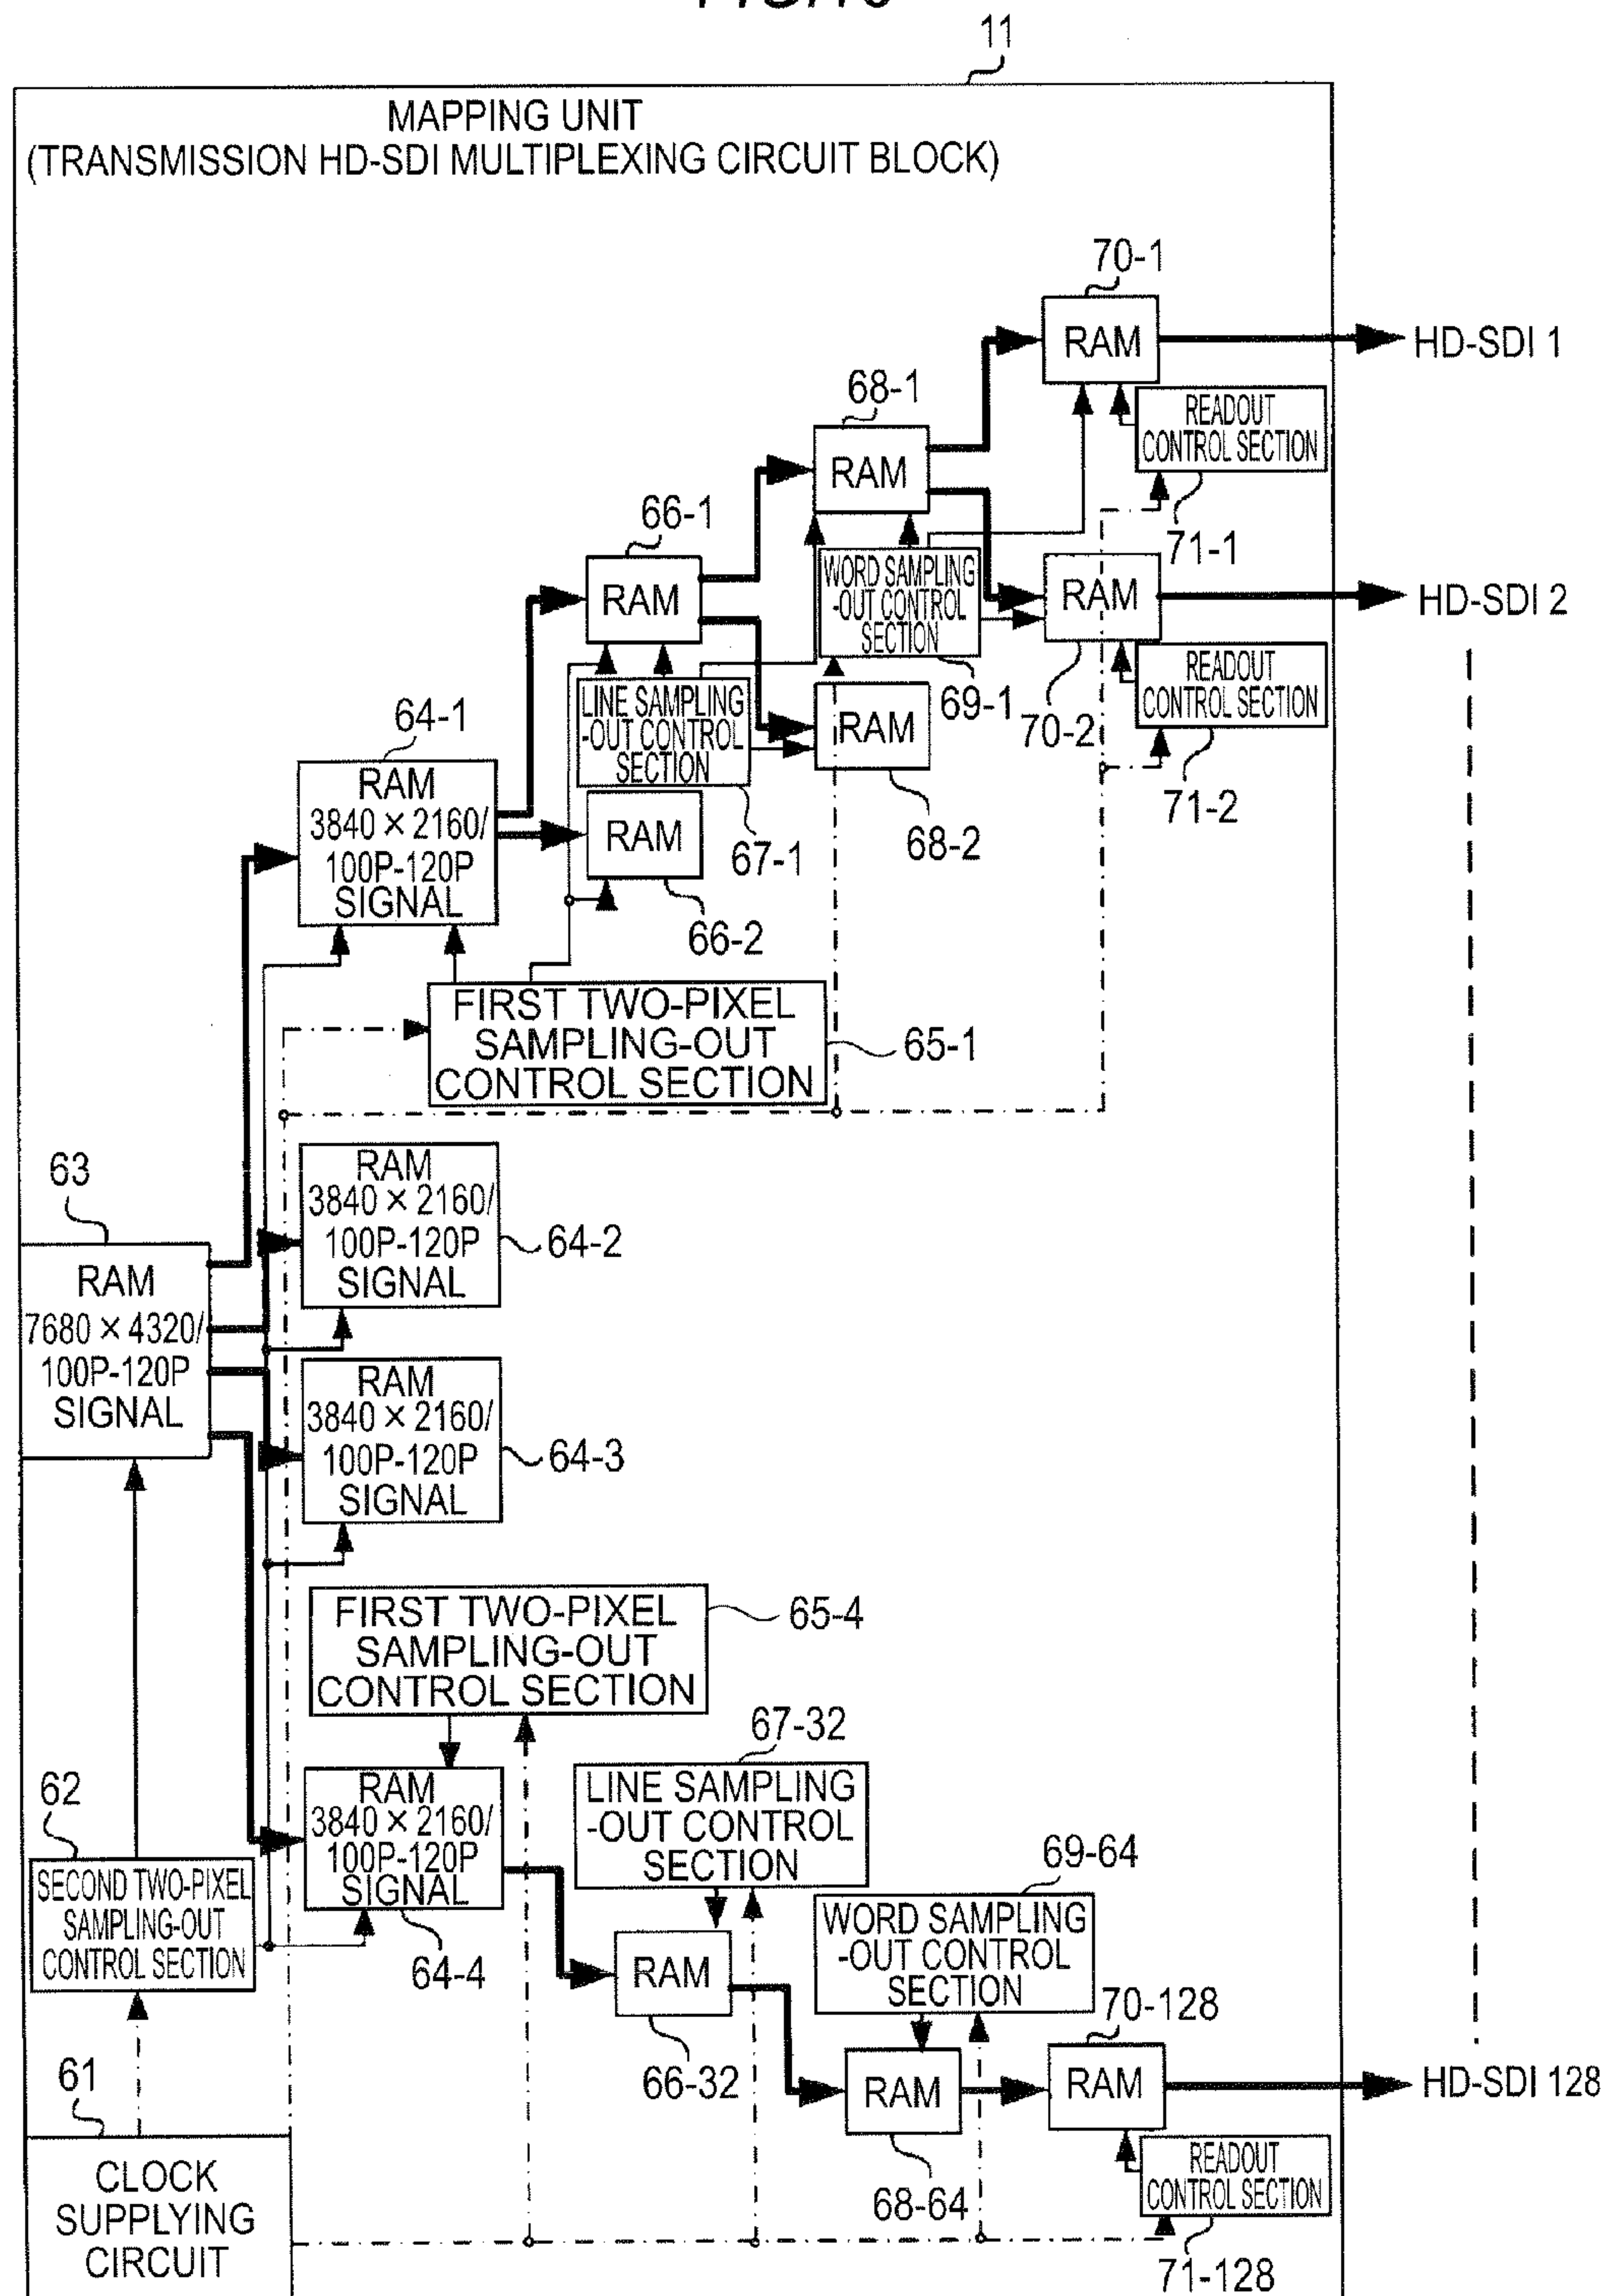 11
MAPPING UNIT
(TRANSMISSION HD-SDI MULTIPLEXING CIRCUIT BLOCK)
70-1
RAM
HD-SDI 1
READOUT
CONTROL SECTION
71-1
68-1
RAM
66-1
RAM
WORD SAMPLING
-OUT CONTROL
SECTION
69-1
RAM
70-2
HD-SDI 2
READOUT
CONTROL SECTION
71-2
LINE SAMPLING
-OUT CONTROL
SECTION
67-1
RAM
68-2
64-1
RAM
3840 × 2160/
100P-120P
SIGNAL
RAM
66-2
FIRST TWO-PIXEL
SAMPLING-OUT
CONTROL SECTION
65-1
63
RAM
7680 × 4320/
100P-120P
SIGNAL
RAM
3840 × 2160/
100P-120P
SIGNAL
64-2
RAM
3840 × 2160/
100P-120P
SIGNAL
64-3
FIRST TWO-PIXEL
SAMPLING-OUT
CONTROL SECTION
65-4
62
SECOND TWO-PIXEL
SAMPLING-OUT
CONTROL SECTION
RAM
3840 × 2160/
100P-120P
SIGNAL
64-4
67-32
LINE SAMPLING
-OUT CONTROL
SECTION
RAM
66-32
69-64
WORD SAMPLING
-OUT CONTROL
SECTION
RAM
68-64
70-128
RAM
HD-SDI 128
READOUT
CONTROL SECTION
71-128
61
CLOCK
SUPPLYING
CIRCUIT